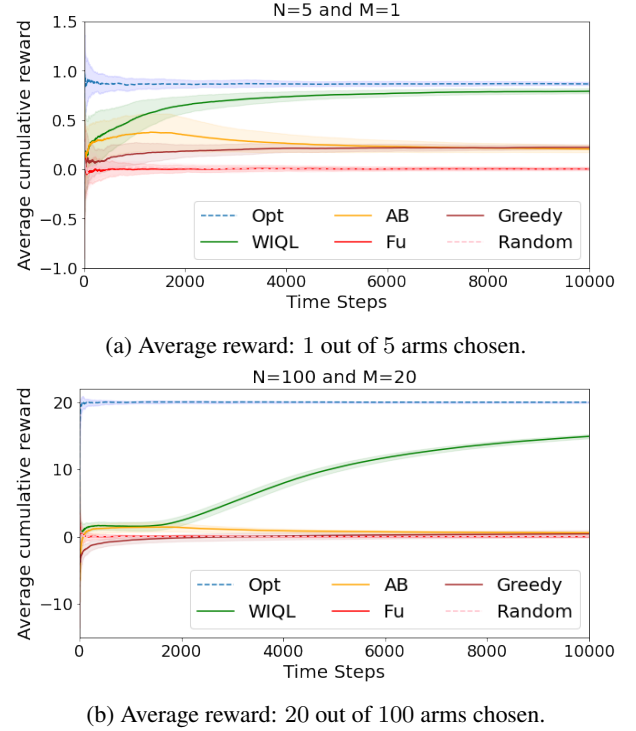 N=5 and M=1
Average cumulative reward
1.5
1.0
0.5
0.0
−0.5
−1.0
Opt AB Greedy
WIQL Fu Random
0 2000 4000 6000 8000 10000
Time Steps
(a) Average reward: 1 out of 5 arms chosen.
N=100 and M=20
Average cumulative reward
20
10
0
−10
Opt AB Greedy
WIQL Fu Random
0 2000 4000 6000 8000 10000
Time Steps
(b) Average reward: 20 out of 100 arms chosen.